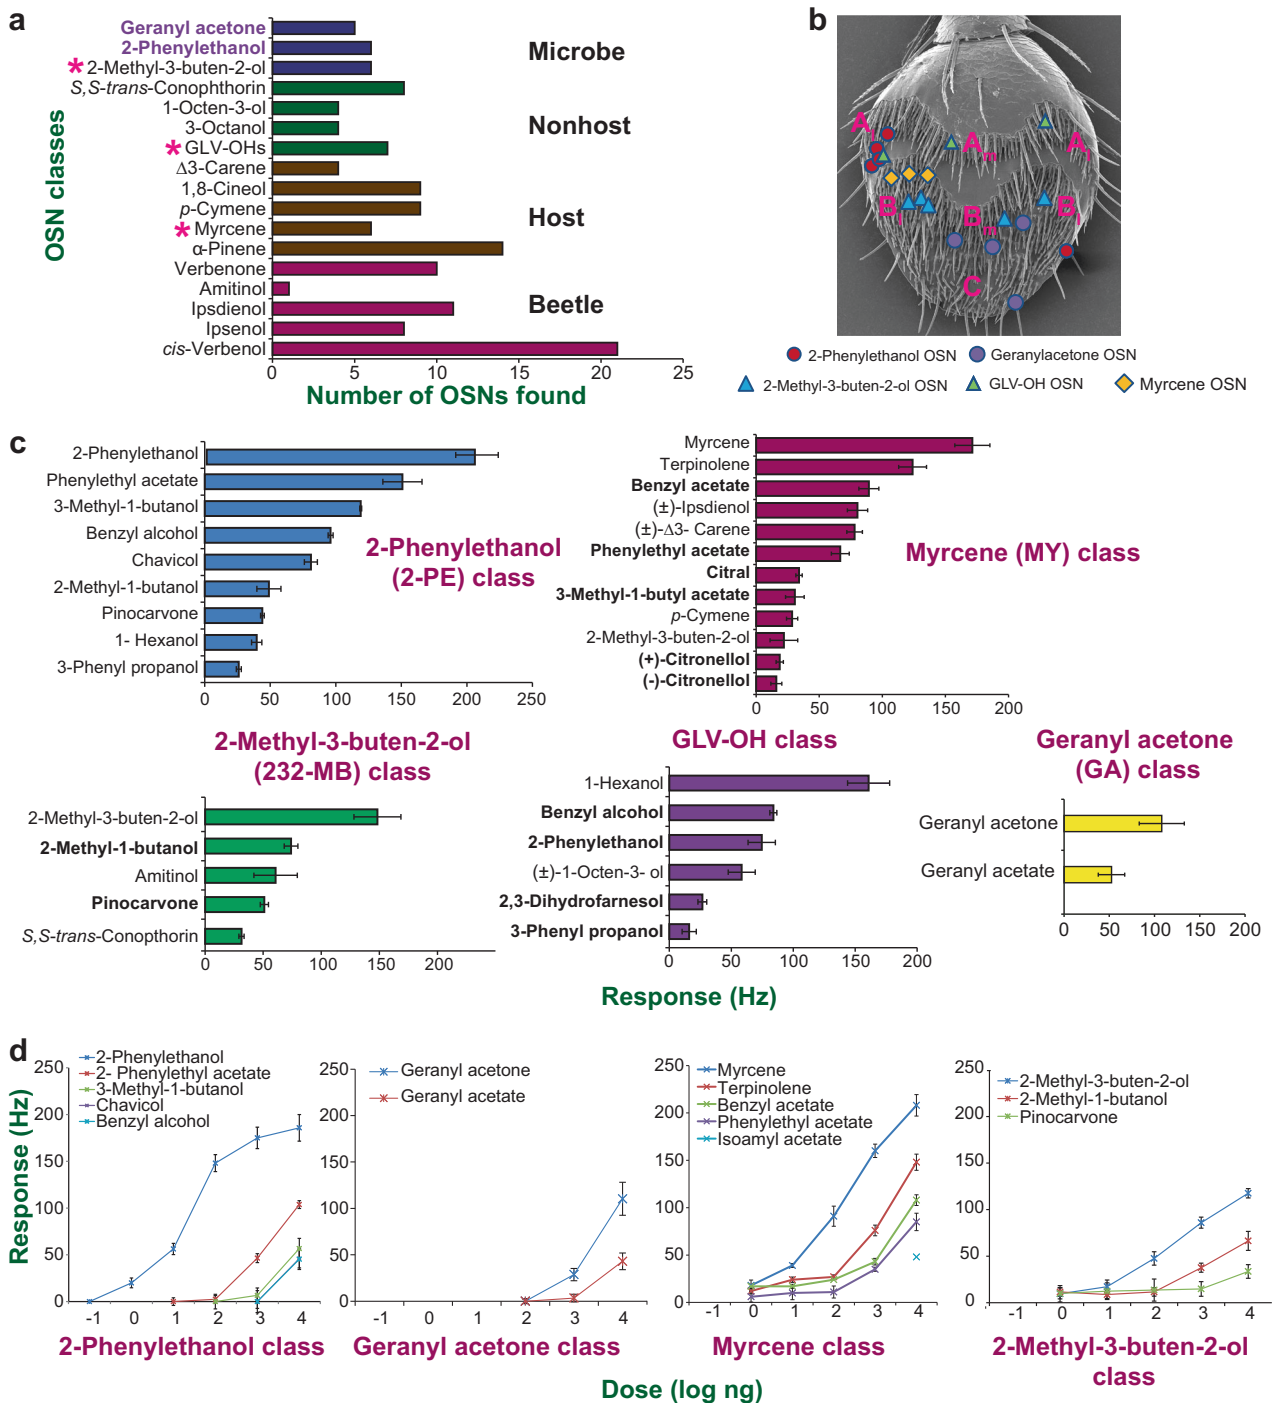 a
OSN classes
Geranyl acetone
2-Phenylethanol
* 2-Methyl-3-buten-2-ol
S,S-trans-Conophthorin
1-Octen-3-ol
3-Octanol
* GLV-OHs
Δ3-Carene
1,8-Cineol
p-Cymene
* Myrcene
α-Pinene
Verbenone
Amitinol
Ipsdienol
Ipsenol
cis-Verbenol
Microbe
Nonhost
Host
Beetle
0 5 10 15 20 25
Number of OSNs found
b
Al Am Al
Bl Bm Bl
C
2-Phenylethanol OSN Geranylacetone OSN
2-Methyl-3-buten-2-ol OSN GLV-OH OSN Myrcene OSN
c
2-Phenylethanol
Phenylethyl acetate
3-Methyl-1-butanol
Benzyl alcohol
Chavicol
2-Methyl-1-butanol
Pinocarvone
1- Hexanol
3-Phenyl propanol
0 50 100 150 200 250
2-Phenylethanol
(2-PE) class
Myrcene
Terpinolene
Benzyl acetate
(±)-Ipsdienol
(±)-Δ3- Carene
Phenylethyl acetate
Citral
3-Methyl-1-butyl acetate
p-Cymene
2-Methyl-3-buten-2-ol
(+)-Citronellol
(-)-Citronellol
0 50 100 150 200
Myrcene (MY) class
2-Methyl-3-buten-2-ol
(232-MB) class
2-Methyl-3-buten-2-ol
2-Methyl-1-butanol
Amitinol
Pinocarvone
S,S-trans-Conopthorin
0 50 100 150 200
GLV-OH class
1-Hexanol
Benzyl alcohol
2-Phenylethanol
(±)-1-Octen-3- ol
2,3-Dihydrofarnesol
3-Phenyl propanol
0 50 100 150 200
Geranyl acetone
(GA) class
Geranyl acetone
Geranyl acetate
0 50 100 150 200
Response (Hz)
d
Response (Hz)
2-Phenylethanol
2- Phenylethyl acetate
3-Methyl-1-butanol
Chavicol
Benzyl alcohol
250
200
150
100
50
0
-1 0 1 2 3 4
2-Phenylethanol class
Geranyl acetone
Geranyl acetate
250
200
150
100
50
0
-1 0 1 2 3 4
Geranyl acetone class
Myrcene
Terpinolene
Benzyl acetate
Phenylethyl acetate
Isoamyl acetate
250
200
150
100
50
0
-1 0 1 2 3 4
Myrcene class
2-Methyl-3-buten-2-ol
2-Methyl-1-butanol
Pinocarvone
250
200
150
100
50
0
-1 0 1 2 3 4
2-Methyl-3-buten-2-ol
class
Dose (log ng)